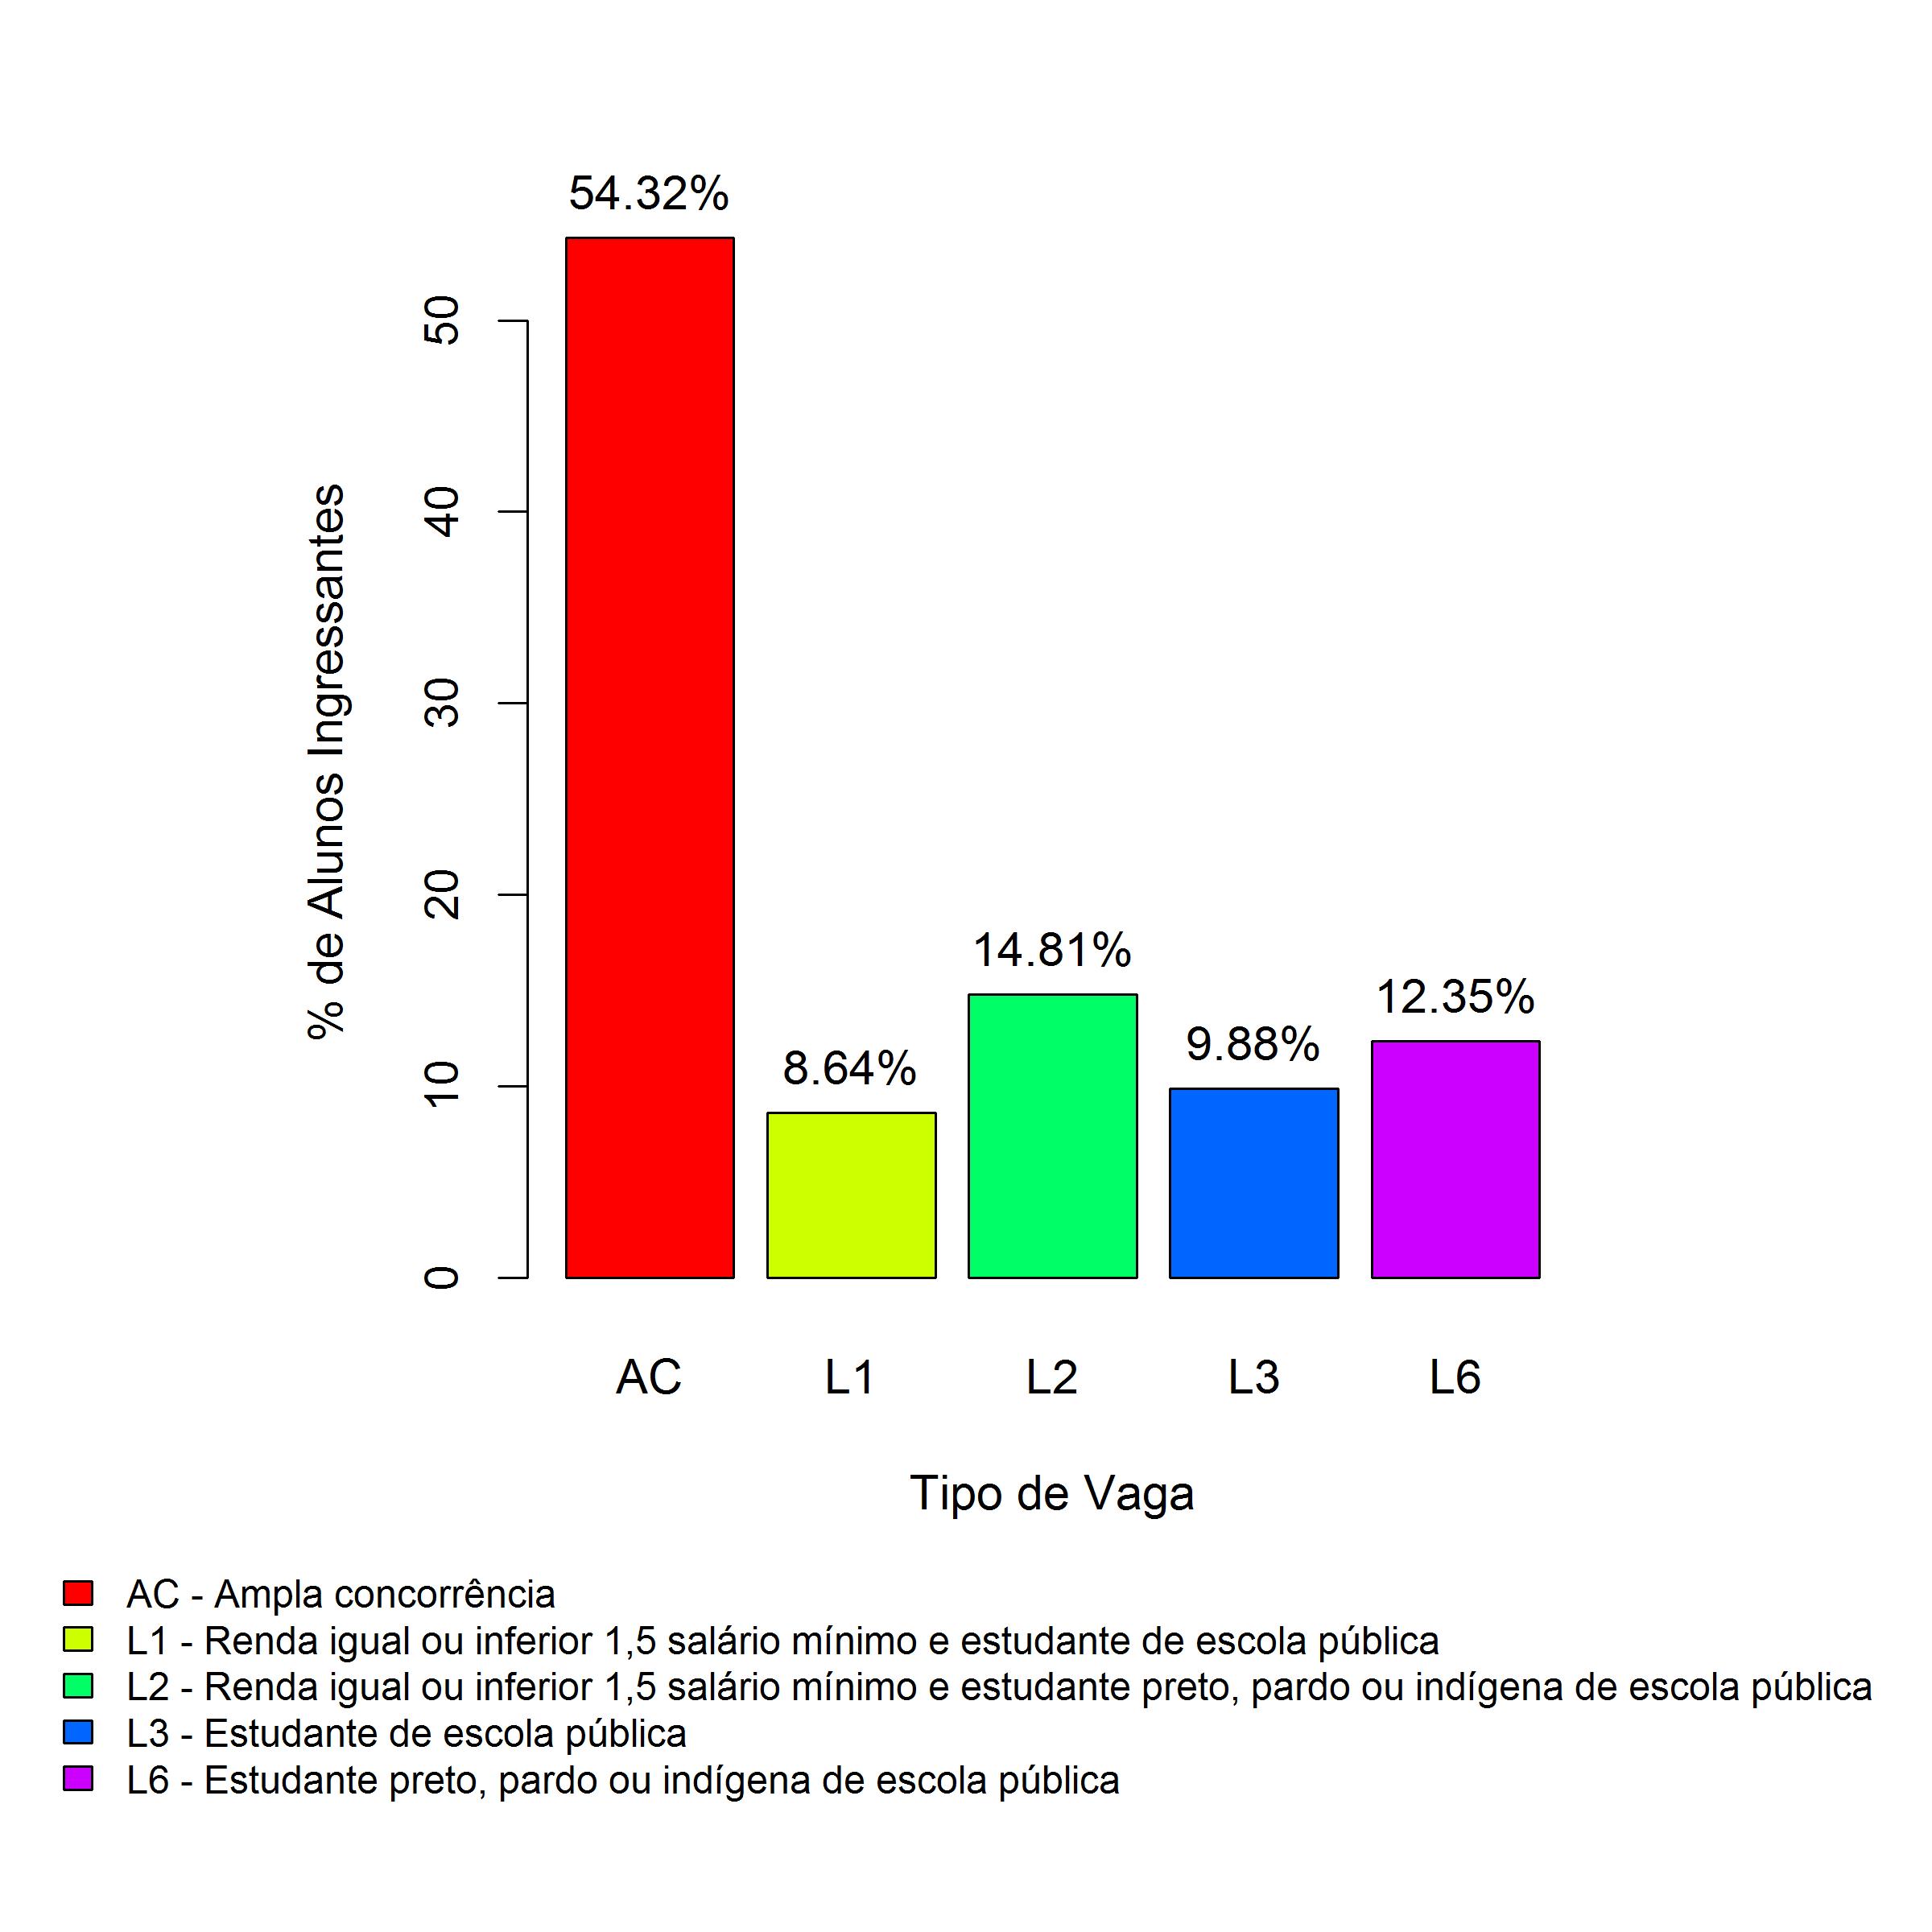 54.32%
50
40
30
20
10
0
% de Alunos Ingressantes
14.81%
12.35%
9.88%
8.64%
AC L1 L2 L3 L6
Tipo de Vaga
AC - Ampla concorrência
L1 - Renda igual ou inferior 1,5 salário mínimo e estudante de escola pública
L2 - Renda igual ou inferior 1,5 salário mínimo e estudante preto, pardo ou indígena de escola pública
L3 - Estudante de escola pública
L6 - Estudante preto, pardo ou indígena de escola pública